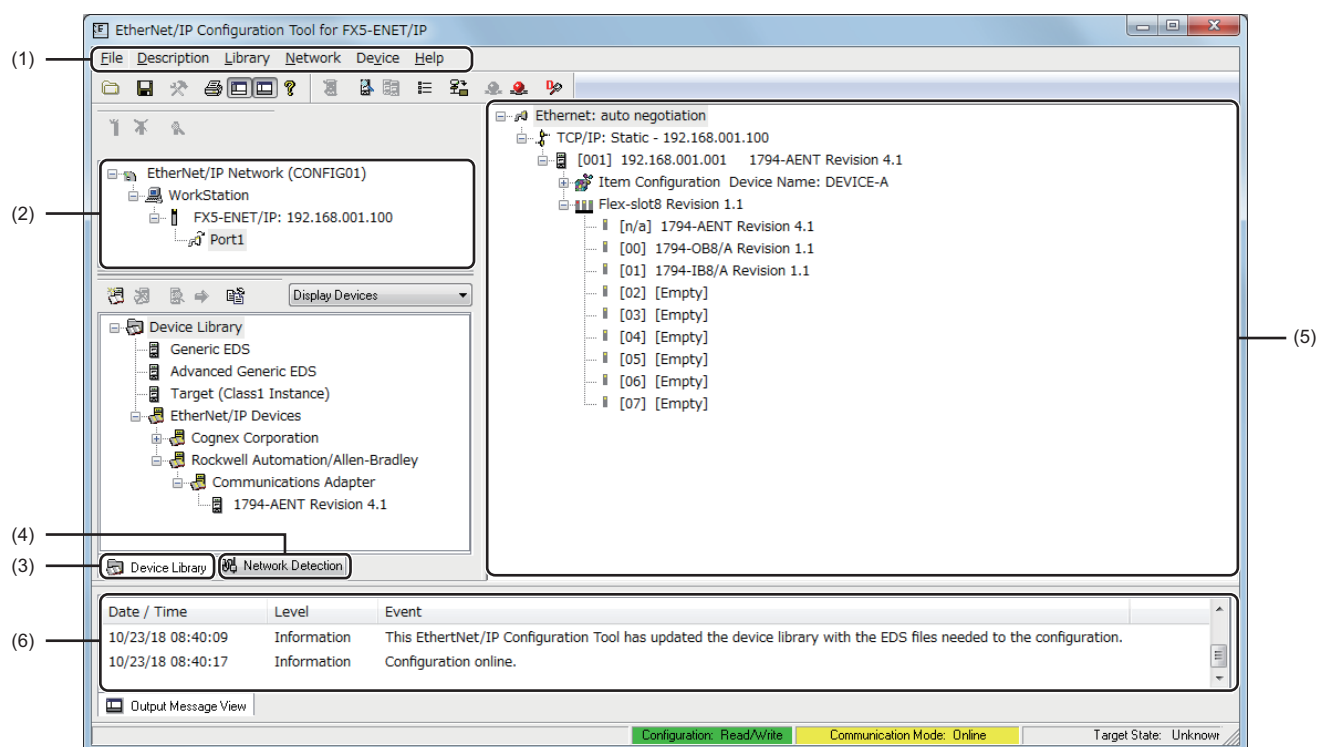 EtherNet/IP Configuration Tool for FX5-ENET/IP
(1)
File Description Library Network Device Help
(2)
EtherNet/IP Network (CONFIG01)
WorkStation
FX5-ENET/IP: 192.168.001.100
Port1
Display Devices
Device Library
Generic EDS
Advanced Generic EDS
Target (Class1 Instance)
EtherNet/IP Devices
Cognex Corporation
Rockwell Automation/Allen-Bradley
Communications Adapter
1794-AENT Revision 4.1
(4)
(3)
Device Library
Network Detection
Ethernet: auto negotiation
TCP/IP: Static - 192.168.001.100
[001] 192.168.001.001 1794-AENT Revision 4.1
Item Configuration Device Name: DEVICE-A
Flex-slot8 Revision 1.1
[n/a] 1794-AENT Revision 4.1
[00] 1794-OB8/A Revision 1.1
[01] 1794-IB8/A Revision 1.1
[02] [Empty]
[03] [Empty]
[04] [Empty]
[05] [Empty]
[06] [Empty]
[07] [Empty]
(5)
(6)
Date / Time Level Event
10/23/18 08:40:09 Information This EthertNet/IP Configuration Tool has updated the device library with the EDS files needed to the configuration.
10/23/18 08:40:17 Information Configuration online.
Output Message View
Configuration: Read/Write Communication Mode: Online Target State: Unknowr